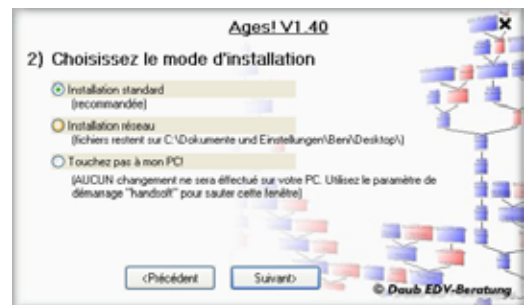 Ages! V1.40
2) Choisissez le mode d'installation
Installation standard
(recommandée)
Installation réseau
(fichiers restent sur C:\Dokumente und Einstellungen\Beni\Desktop\)
Touchez pas à mon PC!
(AUCUN changement ne sera éffectué sur votre PC. Utilisez le paramètre de
démarrage "handsoff" pour sauter cette fenêtre)
<Précédent
Suivant>
© Daub EDV-Beratung